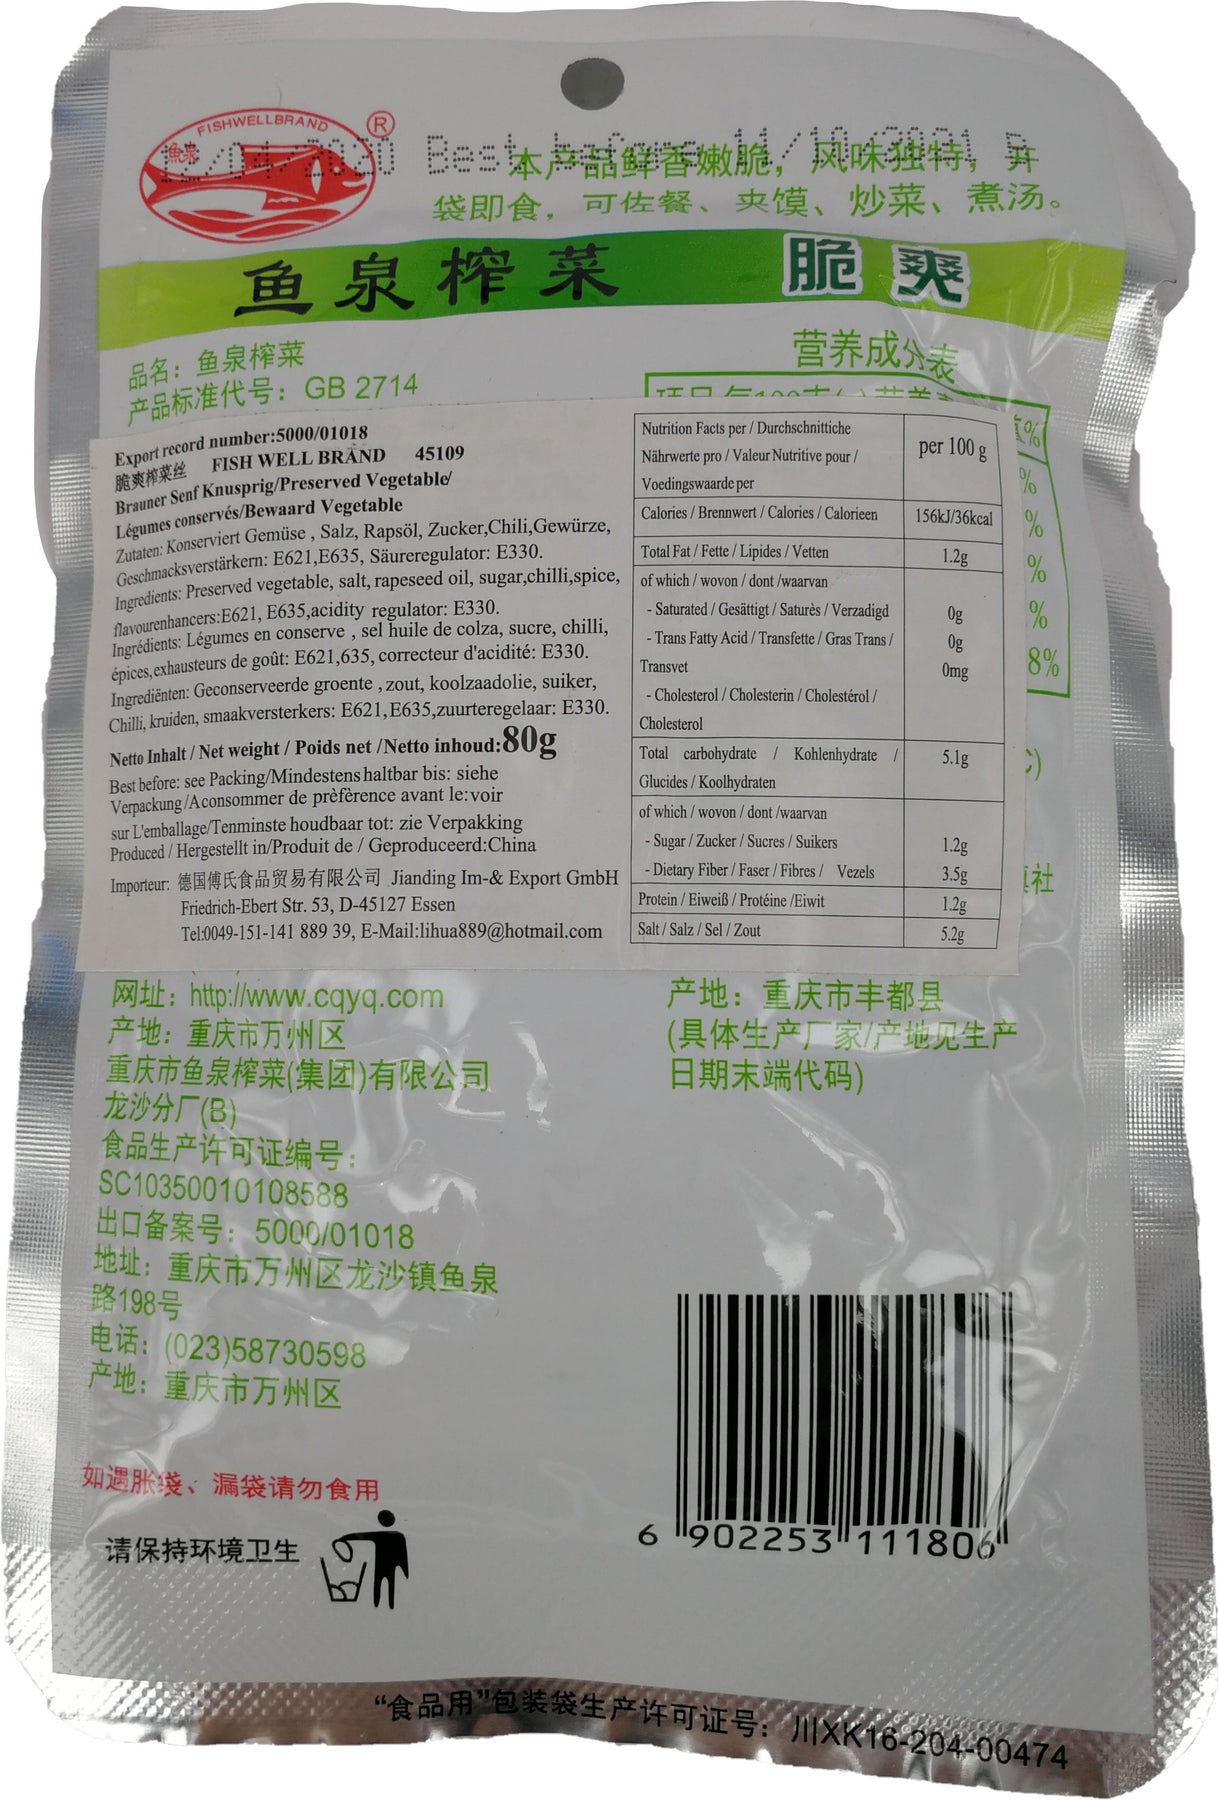 FISHWELLBRAND
®
鱼泉
12/04/2020 Best before 11/10/2021 B
本产品鲜香嫩脆，风味独特，开
袋即食，可佐餐、夹馍、炒菜、煮汤。
鱼泉榨菜 脆爽
品名：鱼泉榨菜
产品标准代号：GB 2714
营养成分表
Export record number:5000/01018
脆爽榨菜丝 FISH WELL BRAND 45109
Brauner Senf Knusprig/Preserved Vegetable/
Légumes conservés/Bewaard Vegetable
Zutaten: Konserviert Gemüse , Salz, Rapsöl, Zucker,Chili,Gewürze,
Geschmacksverstärkern: E621,E635, Säureregulator: E330.
Ingredients: Preserved vegetable, salt, rapeseed oil, sugar,chilli,spice,
flavourenhancers:E621, E635,acidity regulator: E330.
Ingrédients: Légumes en conserve , sel huile de colza, sucre, chilli,
épices,exhausteurs de goût: E621,635, correcteur d'acidité: E330.
Ingrediënten: Geconserveerde groente , zout, koolzaadolie, suiker,
Chilli, kruiden, smaakversterkers: E621,E635,zuurteregelaar: E330.
Netto Inhalt / Net weight / Poids net /Netto inhoud:80g
Best before: see Packing/Mindestens haltbar bis: siehe
Verpackung /Aconsommer de prèfèrence avant le:voir
sur L'emballage/Tenminste houdbaar tot: zie Verpakking
Produced / Hergestellt in/Produit de / Geproduceerd:China
Importeur: 德国傅氏食品贸易有限公司 Jianding Im-& Export GmbH
Friedrich-Ebert Str. 53, D-45127 Essen
Tel:0049-151-141 889 39, E-Mail:lihua889@hotmail.com
Nutrition Facts per / Durchschnittiche
Nährwerte pro / Valeur Nutritive pour /
Voedingswaarde per
per 100 g
Calories / Brennwert / Calories / Calorieen 156kJ/36kcal
Total Fat / Fette / Lipides / Vetten 1.2g
of which / wovon / dont /waarvan
- Saturated / Gesättigt / Saturès / Verzadigd 0g
- Trans Fatty Acid / Transfette / Gras Trans / 0g
Transvet 0mg
- Cholesterol / Cholesterin / Cholestérol /
Cholesterol
Total carbohydrate / Kohlenhydrate / 5.1g
Glucides / Koolhydraten
of which / wovon / dont /waarvan
- Sugar / Zucker / Sucres / Suikers 1.2g
- Dietary Fiber / Faser / Fibres / Vezels 3.5g
Protein / Eiweiß / Protéine /Eiwit 1.2g
Salt / Salz / Sel / Zout 5.2g
%
%
%
%
%
8%
社
网址：http://www.cqyq.com
产地：重庆市万州区
重庆市鱼泉榨菜(集团)有限公司
龙沙分厂(B)
食品生产许可证编号：
SC10350010108588
出口备案号：5000/01018
地址：重庆市万州区龙沙镇鱼泉
路198号
电话：(023)58730598
产地：重庆市万州区
产地：重庆市丰都县
(具体生产厂家/产地见生产
日期末端代码)
如遇胀袋、漏袋请勿食用
请保持环境卫生
6 902253 111806
“食品用”包装袋生产许可证号：川XK16-204-00474